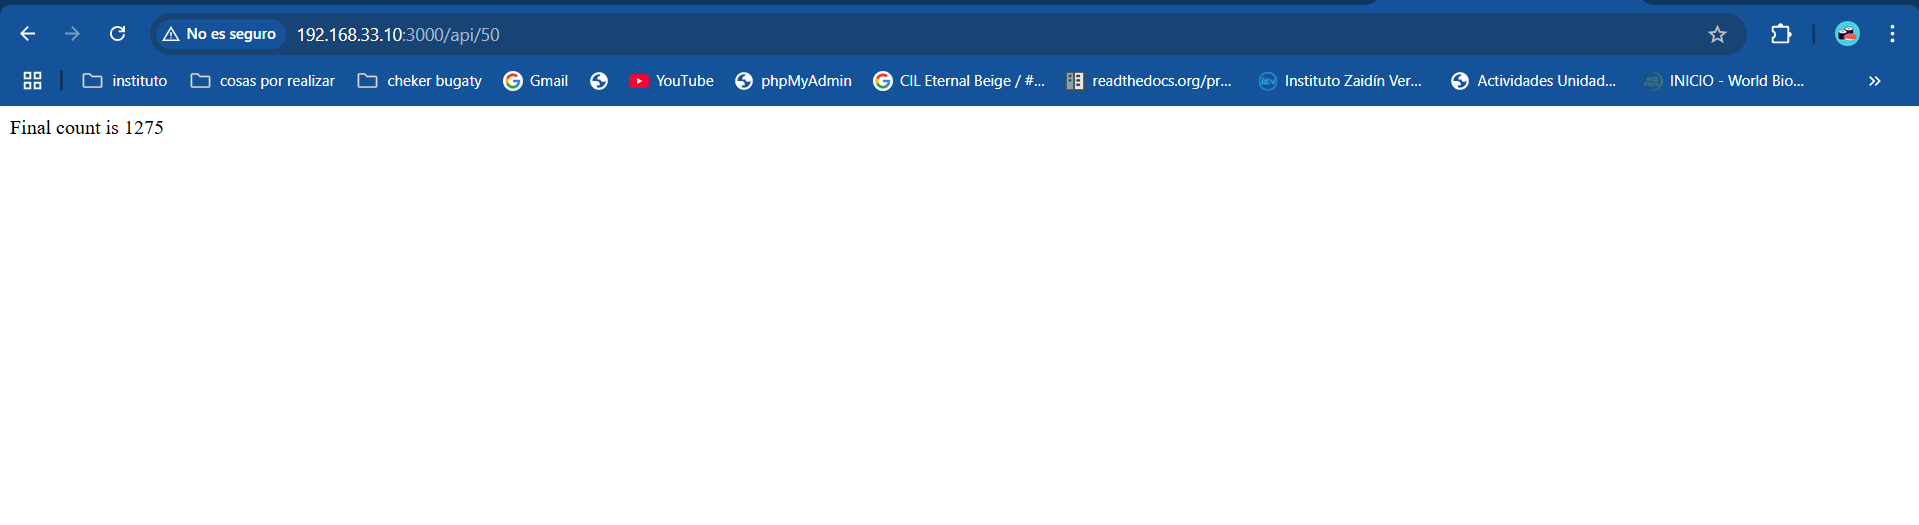 No es seguro 192.168.33.10:3000/api/50
instituto cosas por realizar cheker bugaty Gmail YouTube phpMyAdmin CIL Eternal Beige / #... readthedocs.org/pr... Instituto Zaidín Ver... Actividades Unidad... INICIO - World Bio...
Final count is 1275